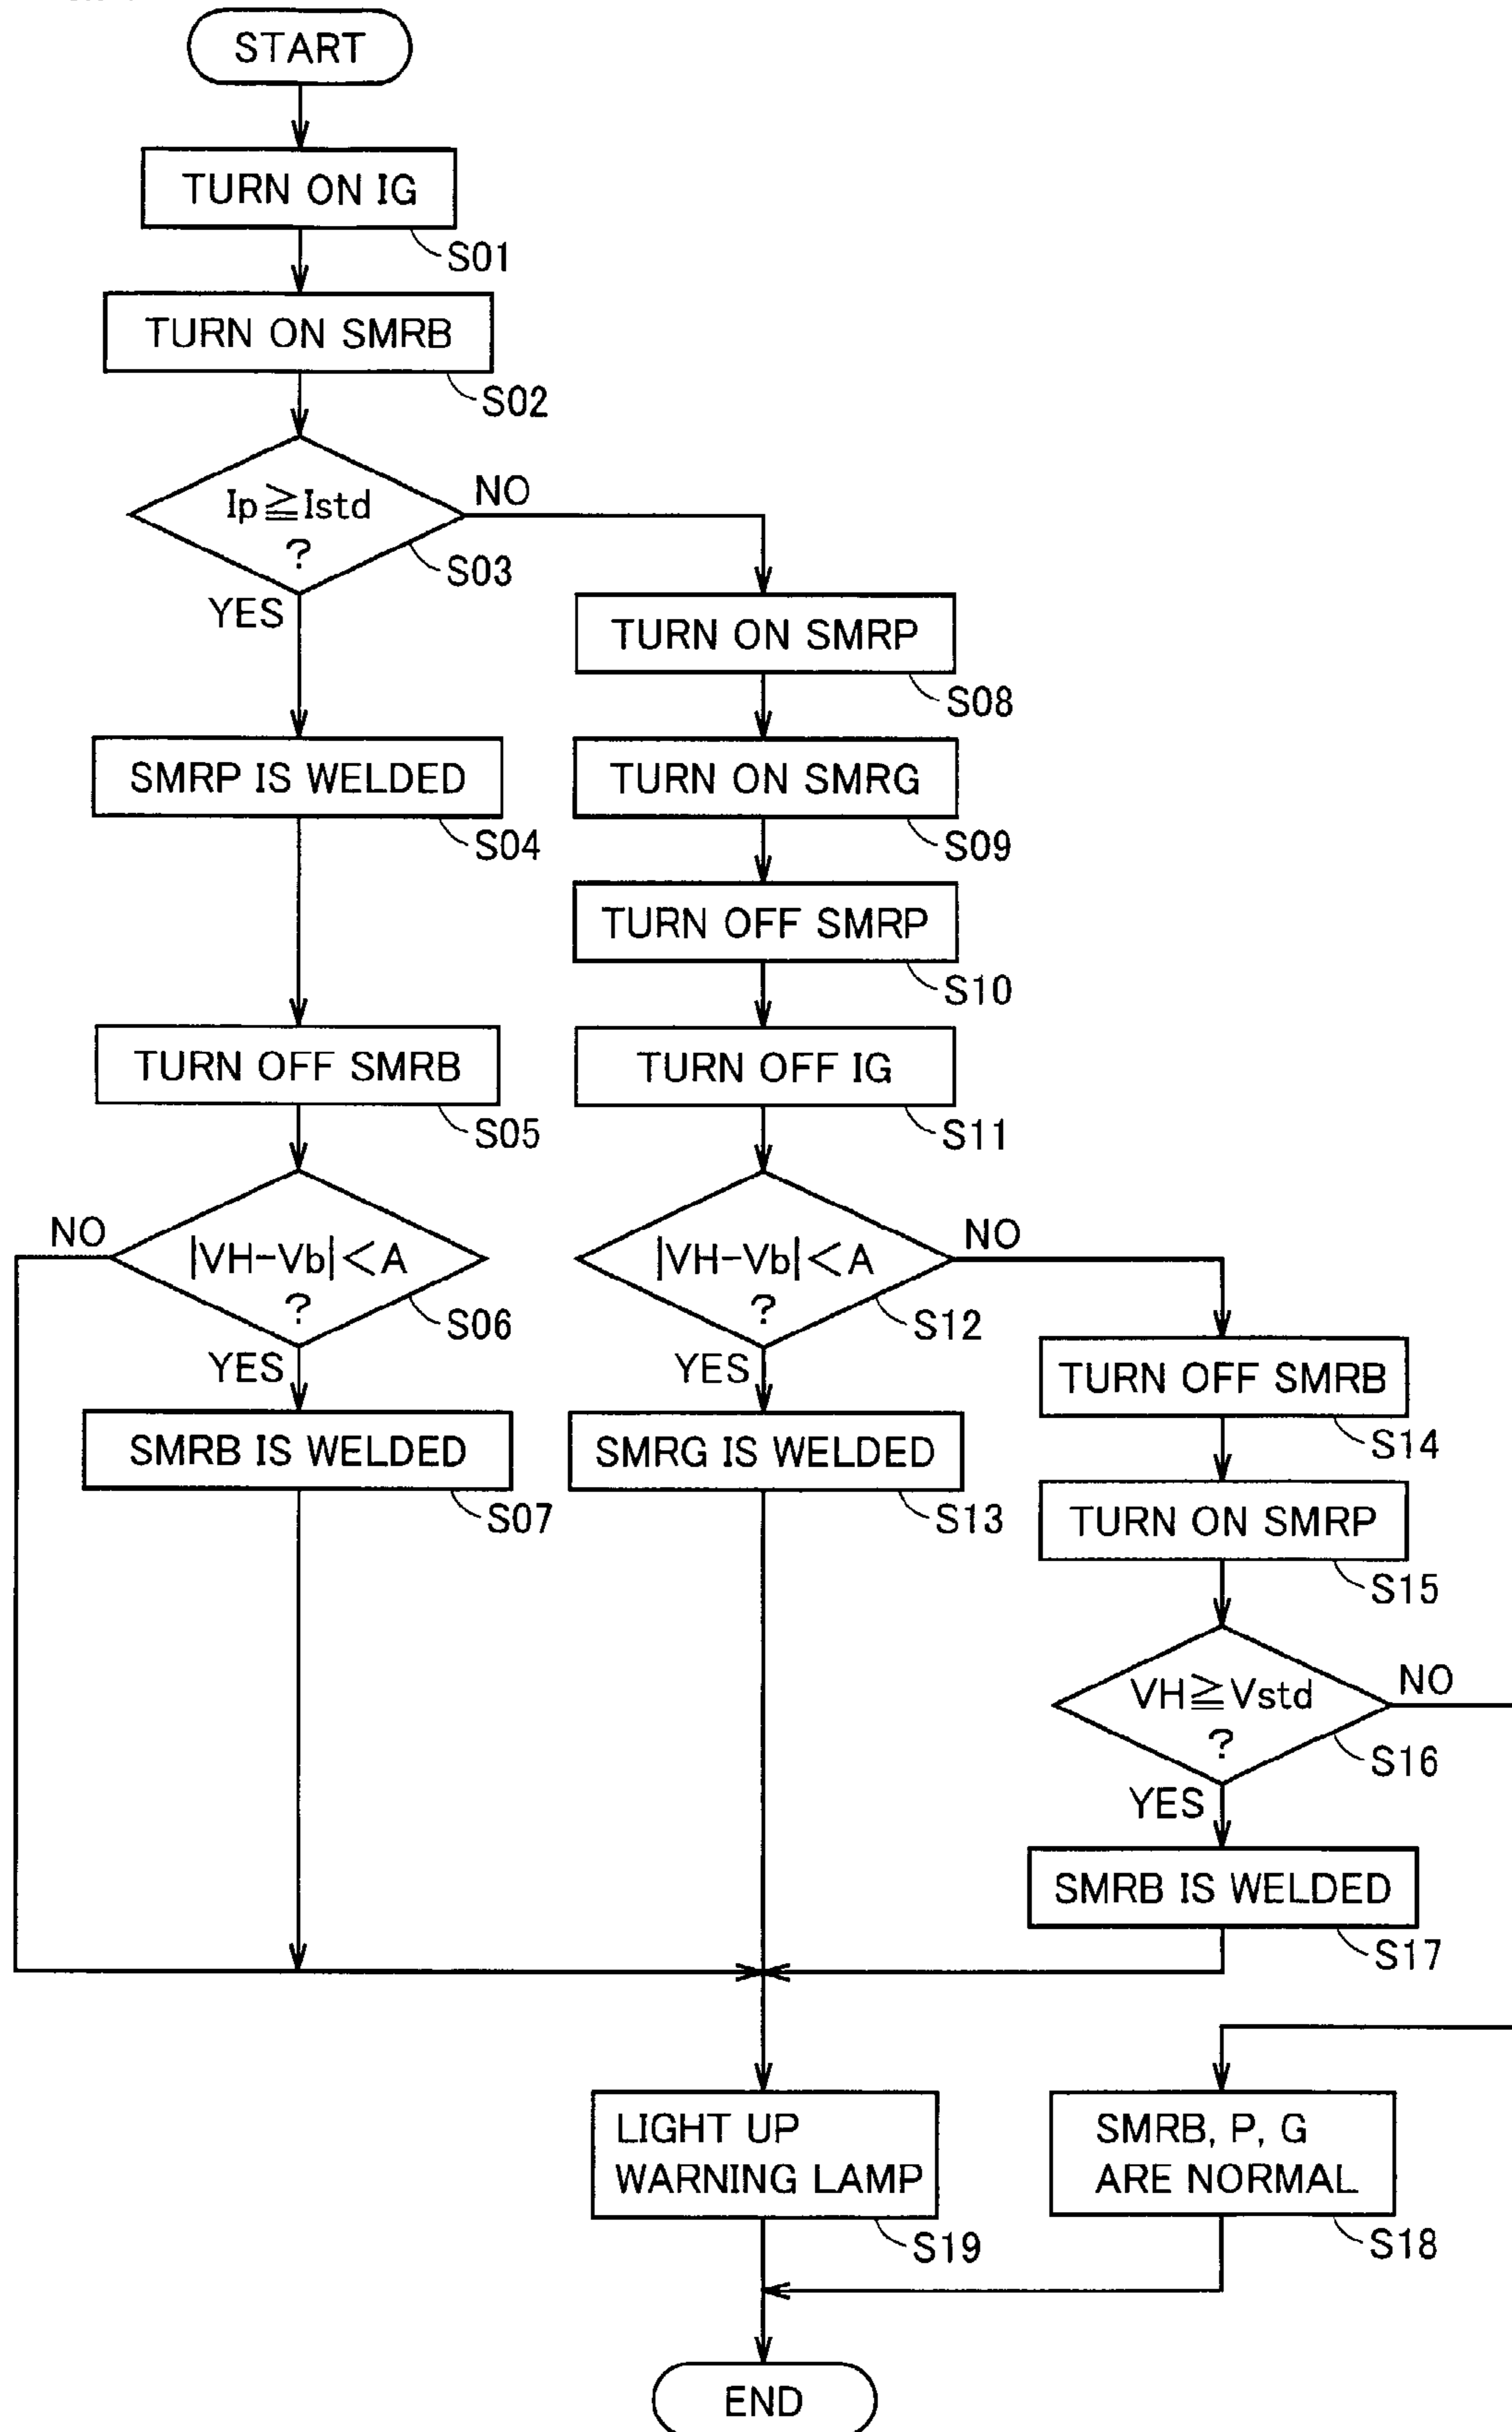 START
TURN ON IG
S01
TURN ON SMRB
S02
Ip≧Istd
?
S03
NO
YES
SMRP IS WELDED
S04
TURN OFF SMRB
S05
|VH-Vb|<A
?
S06
NO
YES
SMRB IS WELDED
S07
TURN ON SMRP
S08
TURN ON SMRG
S09
TURN OFF SMRP
S10
TURN OFF IG
S11
|VH-Vb|<A
?
S12
NO
YES
SMRG IS WELDED
S13
TURN OFF SMRB
S14
TURN ON SMRP
S15
VH≧Vstd
?
S16
NO
YES
SMRB IS WELDED
S17
LIGHT UP
WARNING LAMP
S19
SMRB, P, G
ARE NORMAL
S18
END